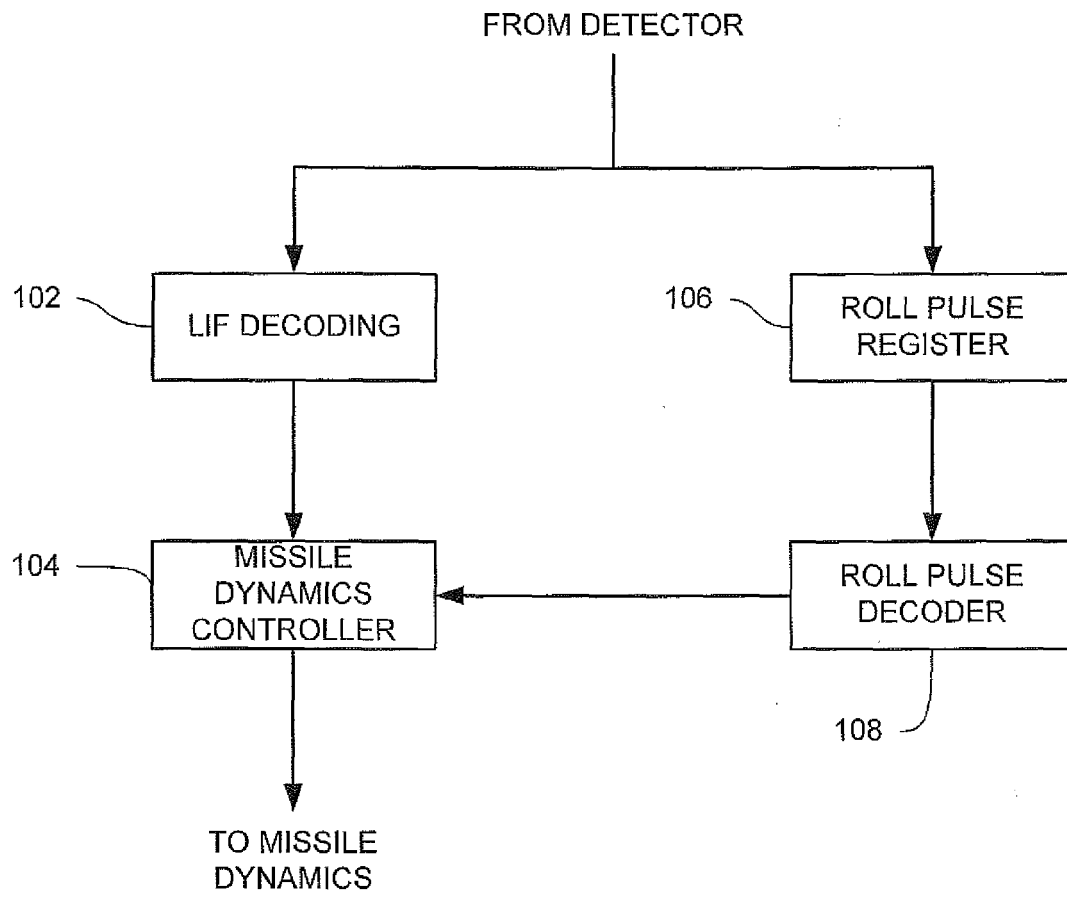 FROM DETECTOR
102
LIF DECODING
106
ROLL PULSE
REGISTER
104
MISSILE
DYNAMICS
CONTROLLER
ROLL PULSE
DECODER
108
TO MISSILE
DYNAMICS